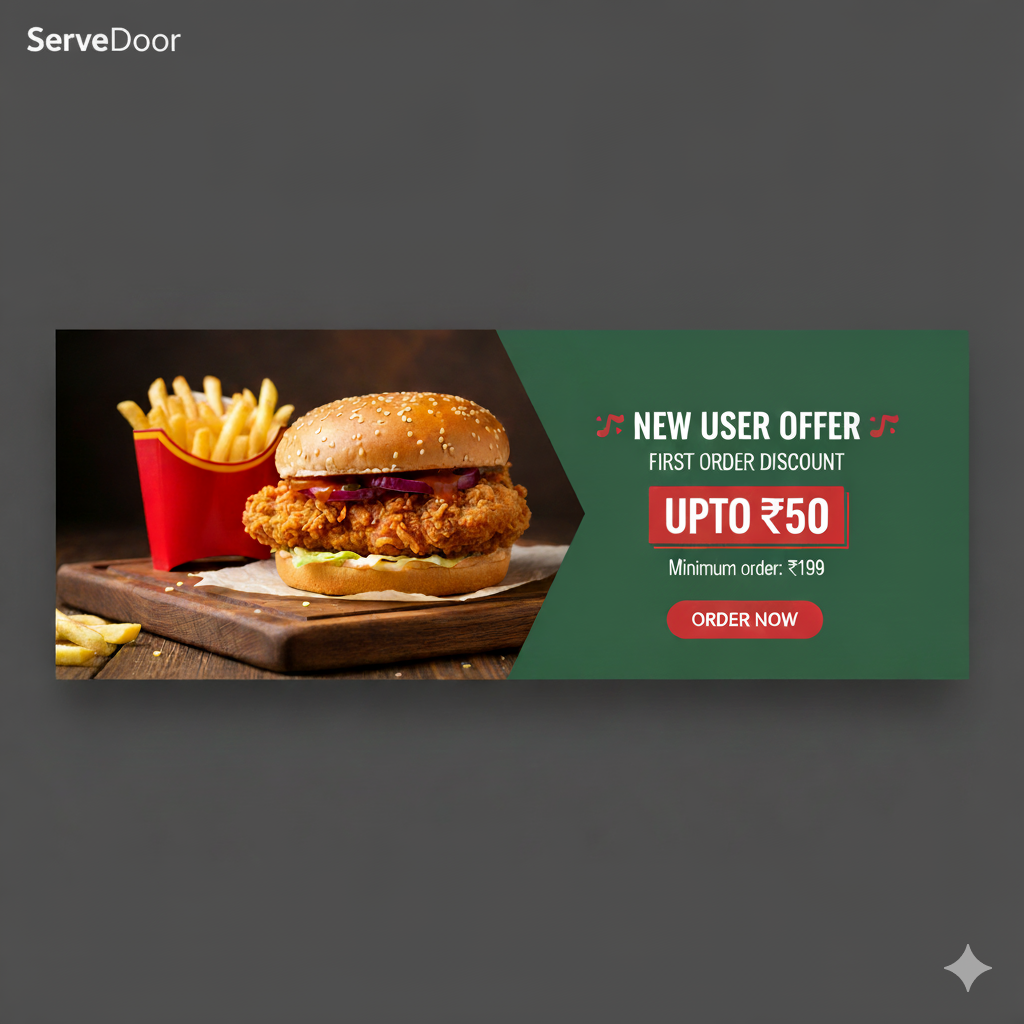 ServeDoor
NEW USER OFFER
FIRST ORDER DISCOUNT
UPTO ₹50
Minimum order: ₹199
ORDER NOW